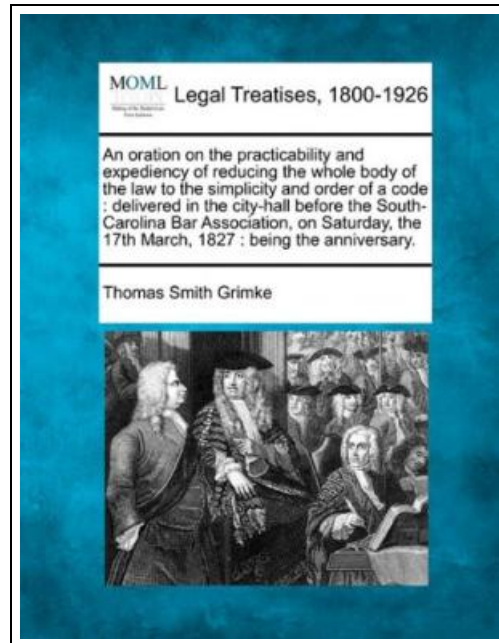 MOML
Legal Treatises, 1800-1926
An oration on the practicability and
expediency of reducing the whole body of
the law to the simplicity and order of a code
: delivered in the city-hall before the South-
Carolina Bar Association, on Saturday, the
17th March, 1827 : being the anniversary.
Thomas Smith Grimke